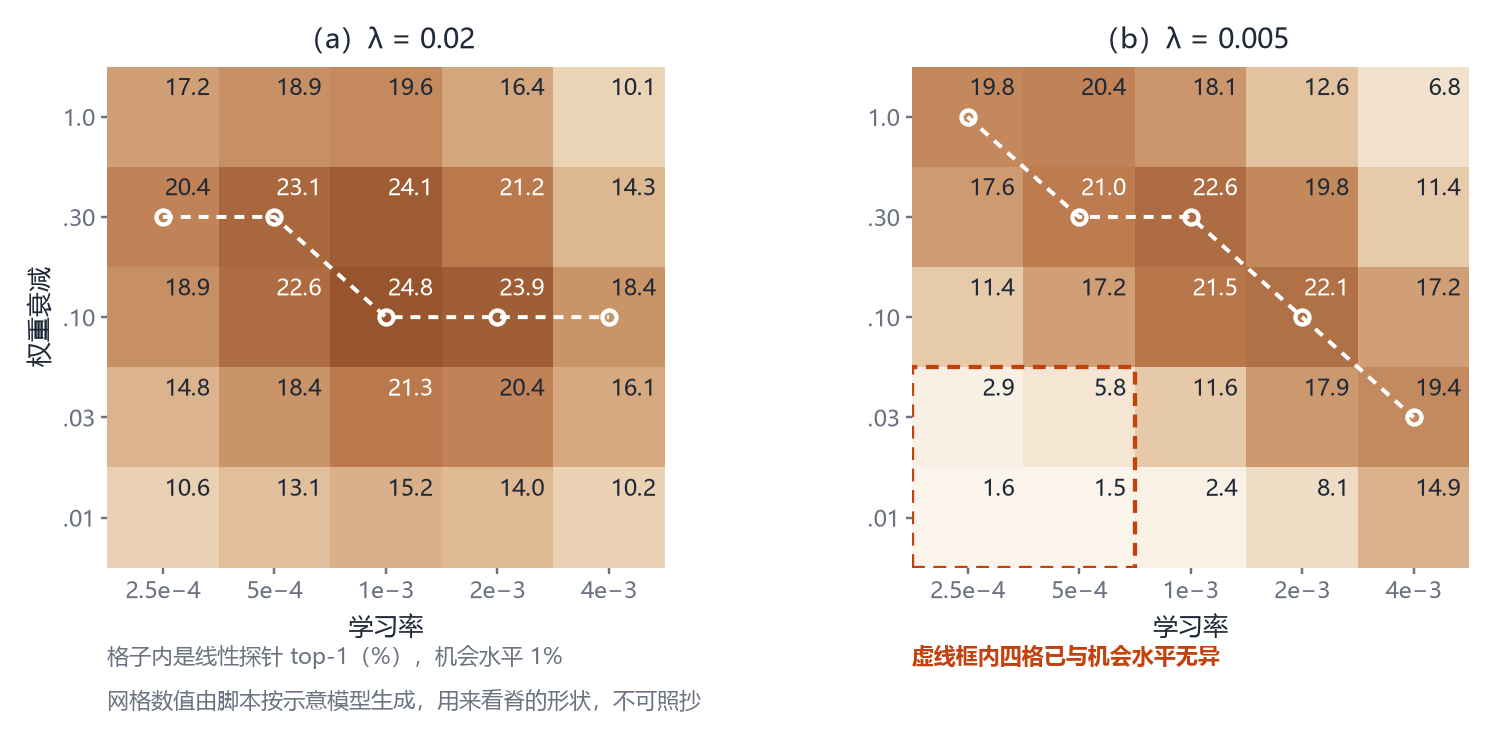 （a）λ = 0.02
17.2 18.9 19.6 16.4 10.1
1.0
20.4 23.1 24.1 21.2 14.3
.30
18.9 22.6 24.8 23.9 18.4
.10
14.8 18.4 21.3 20.4 16.1
.03
10.6 13.1 15.2 14.0 10.2
.01
权重衰减
2.5e−4 5e−4 1e−3 2e−3 4e−3
学习率
格子内是线性探针 top-1（%），机会水平 1%
网格数值由脚本按示意模型生成，用来看脊的形状，不可照抄
（b）λ = 0.005
19.8 20.4 18.1 12.6 6.8
1.0
17.6 21.0 22.6 19.8 11.4
.30
11.4 17.2 21.5 22.1 17.2
.10
2.9 5.8 11.6 17.9 19.4
.03
1.6 1.5 2.4 8.1 14.9
.01
2.5e−4 5e−4 1e−3 2e−3 4e−3
学习率
虚线框内四格已与机会水平无异